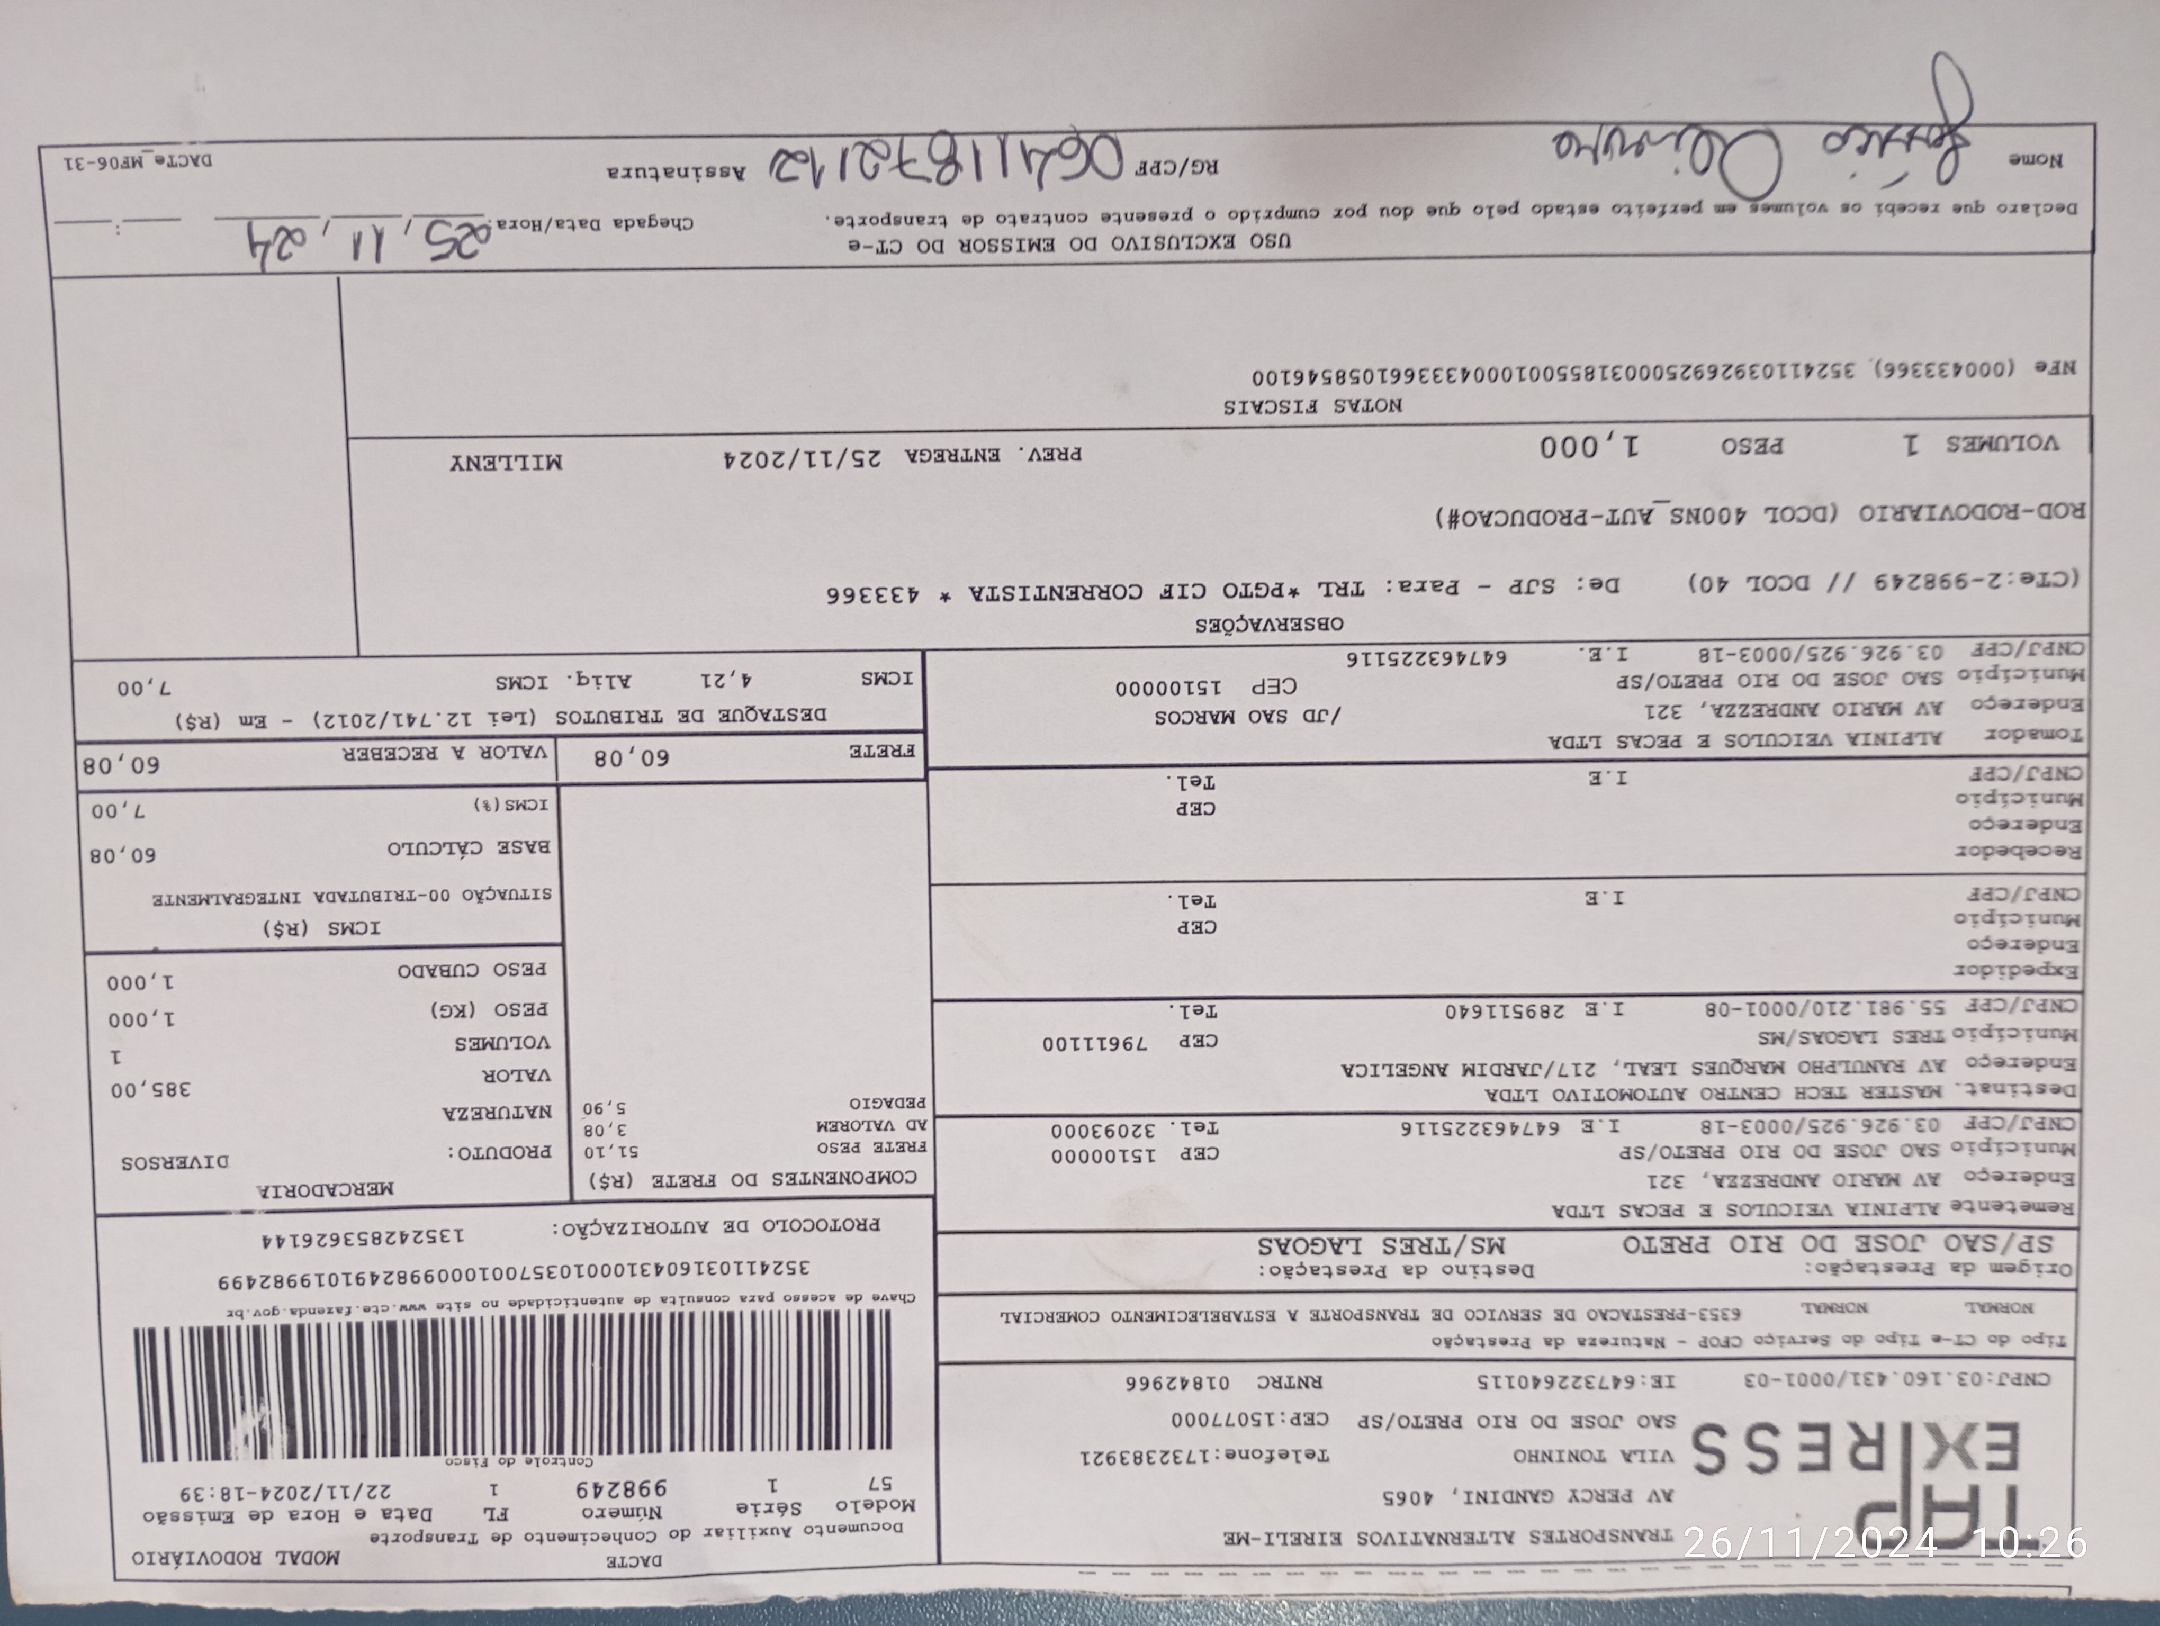 TRANSPORTES ALTERNATIVOS EIRELI-ME
TAP EXPRESS
AV PERCY GANDINI, 4065
VILA TONINHO Telefone:1732383921
SAO JOSE DO RIO PRETO/SP CEP:15077000
CNPJ:03.160.431/0001-03 IE:647322640115 RNTRC 01842966
DACTE MODAL RODOVIÁRIO
Documento Auxiliar do Conhecimento de Transporte
Modelo Série Número FL Data e Hora de Emissão
57 1 998249 1 22/11/2024-18:39
Controle do Fisco
Chave de acesso para consulta de autenticidade no site www.cte.fazenda.gov.br
35241103160431000103570010009982491019982499
PROTOCOLO DE AUTORIZAÇÃO: 135242853626144
Tipo do CT-e Tipo do Serviço CFOP - Natureza da Prestação
NORMAL NORMAL 6353-PRESTACAO DE SERVICO DE TRANSPORTE A ESTABELECIMENTO COMERCIAL
Origem da Prestação: Destino da Prestação:
SP/SAO JOSE DO RIO PRETO MS/TRES LAGOAS
Remetente ALPINIA VEICULOS E PECAS LTDA
Endereço AV MARIO ANDREZZA, 321
Município SAO JOSE DO RIO PRETO/SP CEP 15100000
CNPJ/CPF 03.926.925/0003-18 I.E 647463225116 Tel. 32093000
Destinat. MASTER TECH CENTRO AUTOMOTIVO LTDA
Endereço AV RANULPHO MARQUES LEAL, 217/JARDIM ANGELICA
Município TRES LAGOAS/MS CEP 79611100
CNPJ/CPF 55.981.210/0001-08 I.E 289511640 Tel.
Expedidor
Endereço
Município CEP
CNPJ/CPF I.E Tel.
Recebedor
Endereço
Município CEP
CNPJ/CPF I.E Tel.
Tomador ALPINIA VEICULOS E PECAS LTDA
Endereço AV MARIO ANDREZZA, 321 /JD SAO MARCOS
Município SAO JOSE DO RIO PRETO/SP CEP 15100000
CNPJ/CPF 03.926.925/0003-18 I.E. 647463225116
COMPONENTES DO FRETE (R$)
FRETE PESO 51,10
AD VALOREM 3,08
PEDAGIO 5,90
MERCADORIA
PRODUTO: DIVERSOS
NATUREZA
VALOR 385,00
VOLUMES 1
PESO (KG) 1,000
PESO CUBADO 1,000
ICMS (R$)
SITUAÇÃO 00-TRIBUTADA INTEGRALMENTE
BASE CÁLCULO 60,08
ICMS(%) 7,00
FRETE 60,08 VALOR A RECEBER 60,08
DESTAQUE DE TRIBUTOS (Lei 12.741/2012) - Em (R$)
ICMS 4,21 Aliq. ICMS 7,00
OBSERVAÇÕES
(CTe:2-998249 // DCOL 40) De: SJP - Para: TRL *PGTO CIF CORRENTISTA * 433366
ROD-RODOVIARIO (DCOL 400NS_AUT-PRODUCAO#)
VOLUMES 1 PESO 1,000 PREV. ENTREGA 25/11/2024 MILLENY
NOTAS FISCAIS
NFe (000433366), 35241103926925000318550010004333661058546100
USO EXCLUSIVO DO EMISSOR DO CT-e
Declaro que recebi os volumes em perfeito estado pelo que dou por cumprido o presente contrato de transporte. Chegada Data/Hora: 25, 11, 24 :
Nome RG/CPF 06411872112 Assinatura DACTe_MF06-31
26/11/2024 10:26